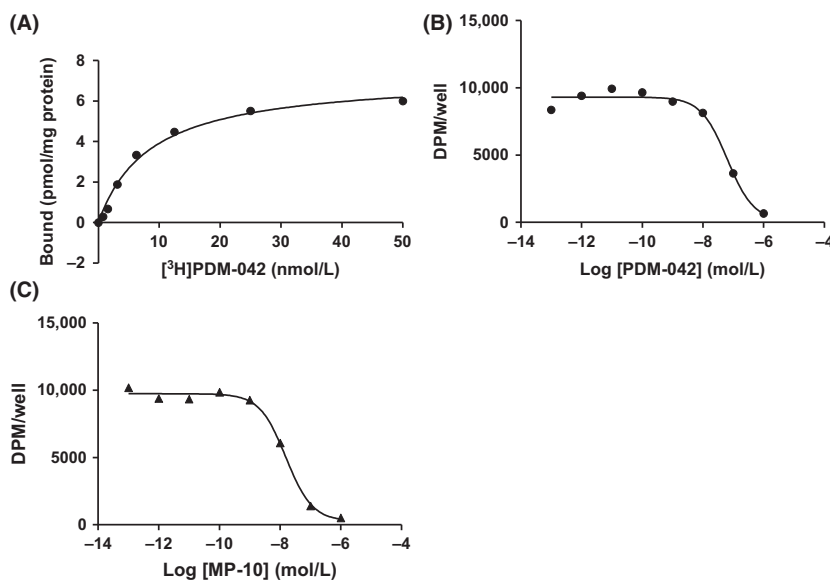 (A)
8
6
4
2
0
–2
10 20 30 40 50
Bound (pmol/mg protein)
[³H]PDM-042 (nmol/L)
(B)
15,000
10,000
5000
0
–14 –12 –10 –8 –6 –4
DPM/well
Log [PDM-042] (nmol/L)
(C)
15,000
10,000
5000
0
–14 –12 –10 –8 –6 –4
DPM/well
Log [MP-10] (mol/L)